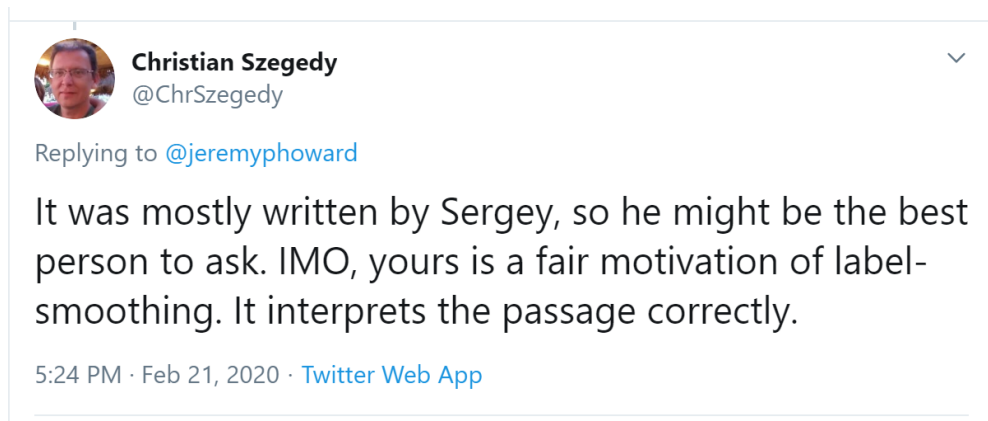 Christian Szegedy
@ChrSzegedy
Replying to @jeremyphoward
It was mostly written by Sergey, so he might be the best
person to ask. IMO, yours is a fair motivation of label-
smoothing. It interprets the passage correctly.
5:24 PM · Feb 21, 2020 · Twitter Web App